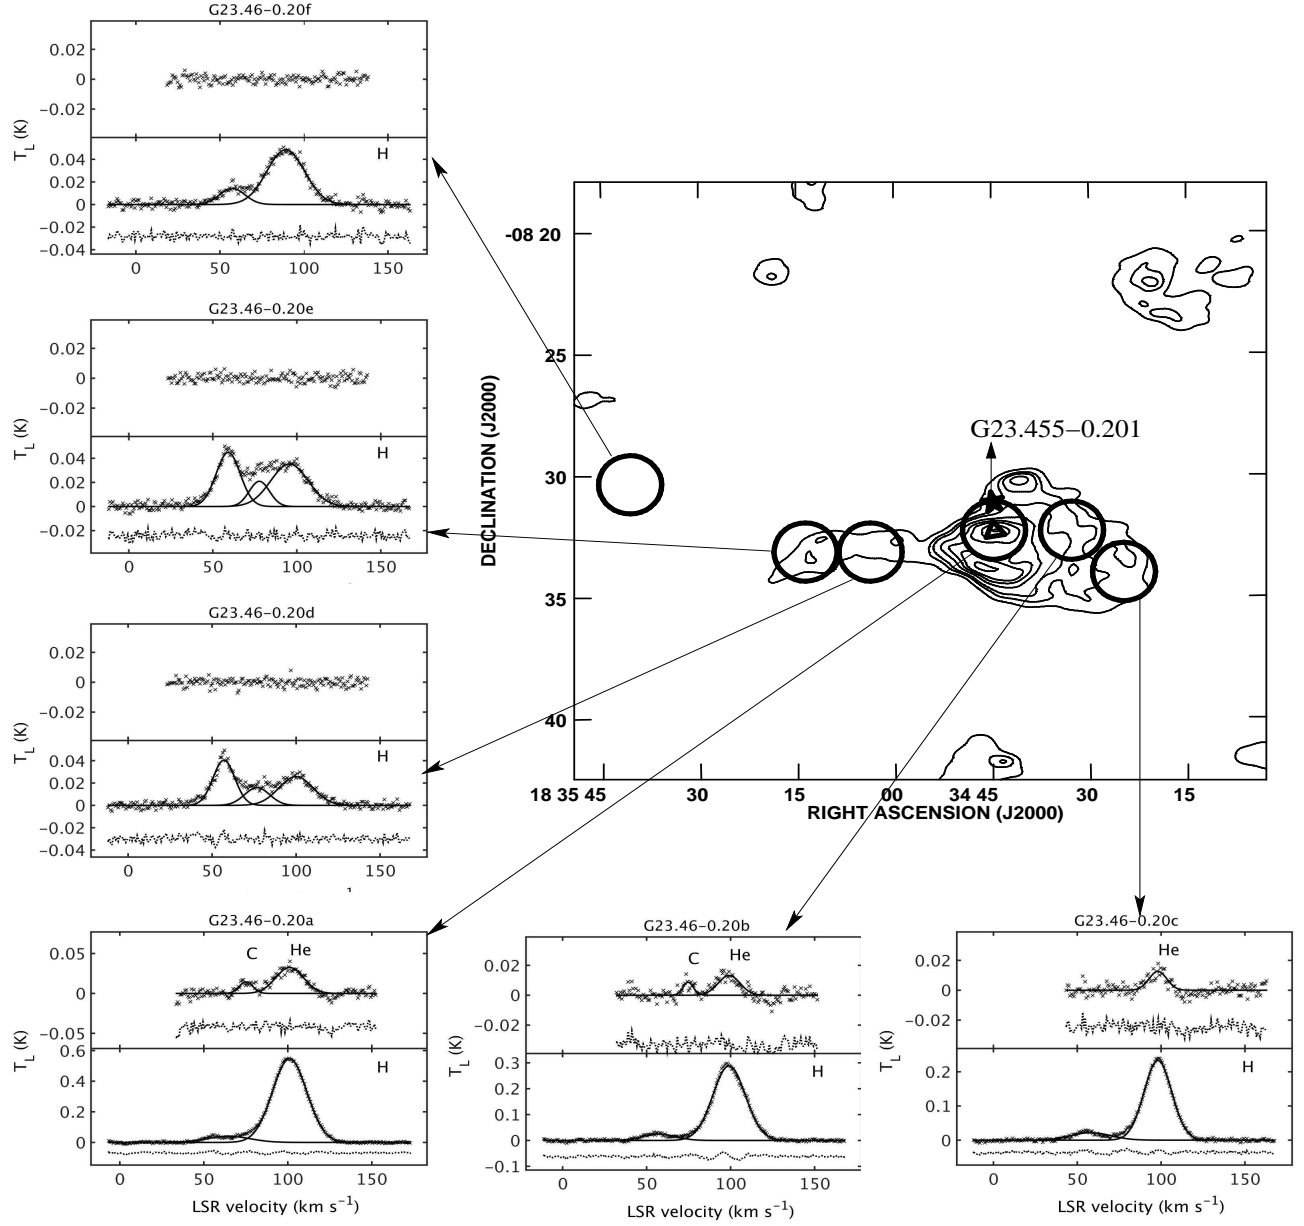 G23.46−0.20f
0.02
0
−0.02
T_L (K)
H
0.04
0.02
0
−0.02
−0.04
0 50 100 150
G23.46−0.20e
0.02
0
−0.02
T_L (K)
H
0.04
0.02
0
−0.02
0 50 100 150
G23.46−0.20d
0.02
0
−0.02
T_L (K)
H
0.04
0.02
0
−0.02
−0.04
0 50 100 150
-08 20
25
30
35
40
DECLINATION (J2000)
G23.455−0.201
18 35 45 30 15 00 34 45 30 15
RIGHT ASCENSION (J2000)
G23.46−0.20a
C He
0.05
0
−0.05
T_L (K)
H
0.6
0.4
0.2
0
0 50 100 150
LSR velocity (km s⁻¹)
G23.46−0.20b
C He
0.02
0
−0.02
T_L (K)
H
0.3
0.2
0.1
0
−0.1
0 50 100 150
LSR velocity (km s⁻¹)
G23.46−0.20c
He
0.02
0
−0.02
T_L (K)
H
0.2
0.1
0
0 50 100 150
LSR velocity (km s⁻¹)